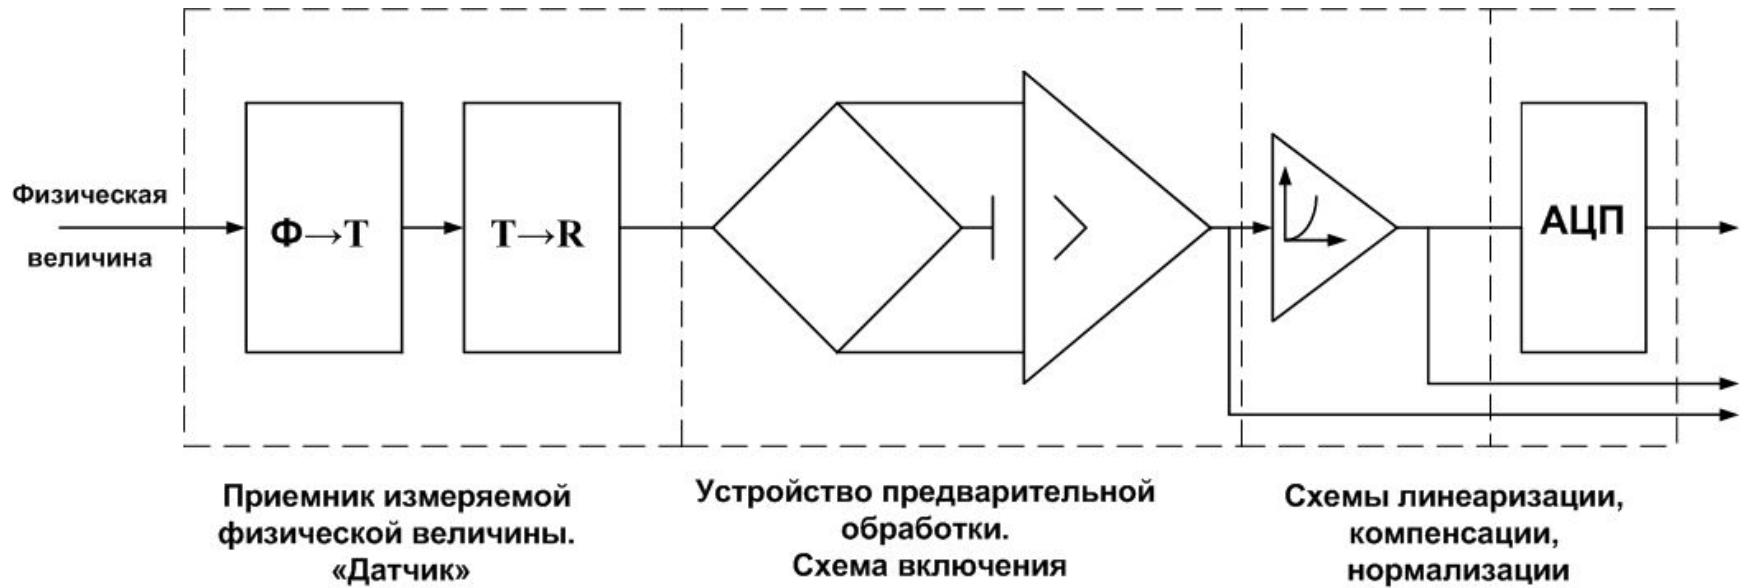 Физическая
величина
Ф→T
T→R
АЦП
Приемник измеряемой
физической величины.
«Датчик»
Устройство предварительной
обработки.
Схема включения
Схемы линеаризации,
компенсации,
нормализации